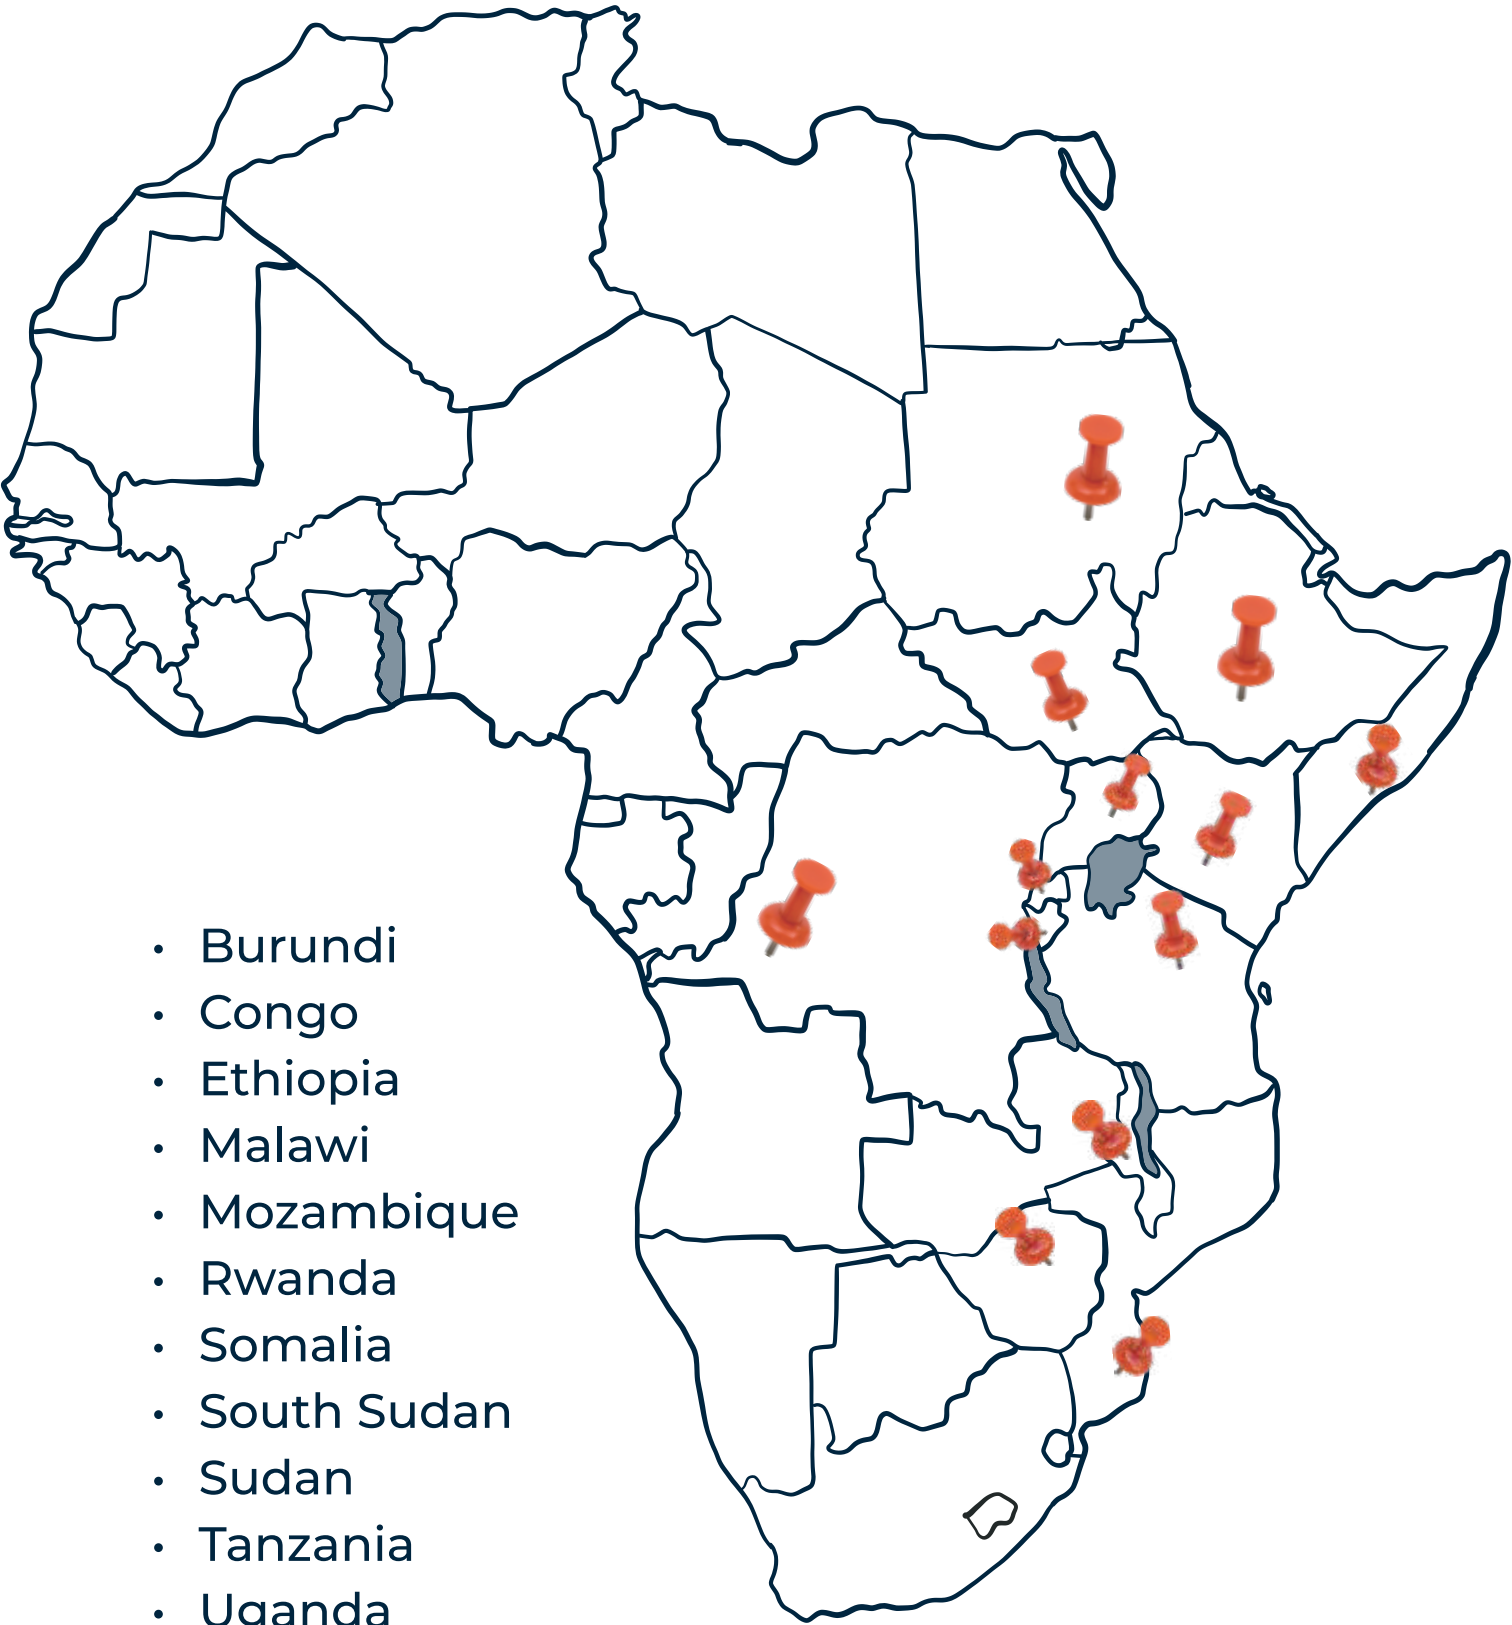 • Burundi
• Congo
• Ethiopia
• Malawi
• Mozambique
• Rwanda
• Somalia
• South Sudan
• Sudan
• Tanzania
• Uganda